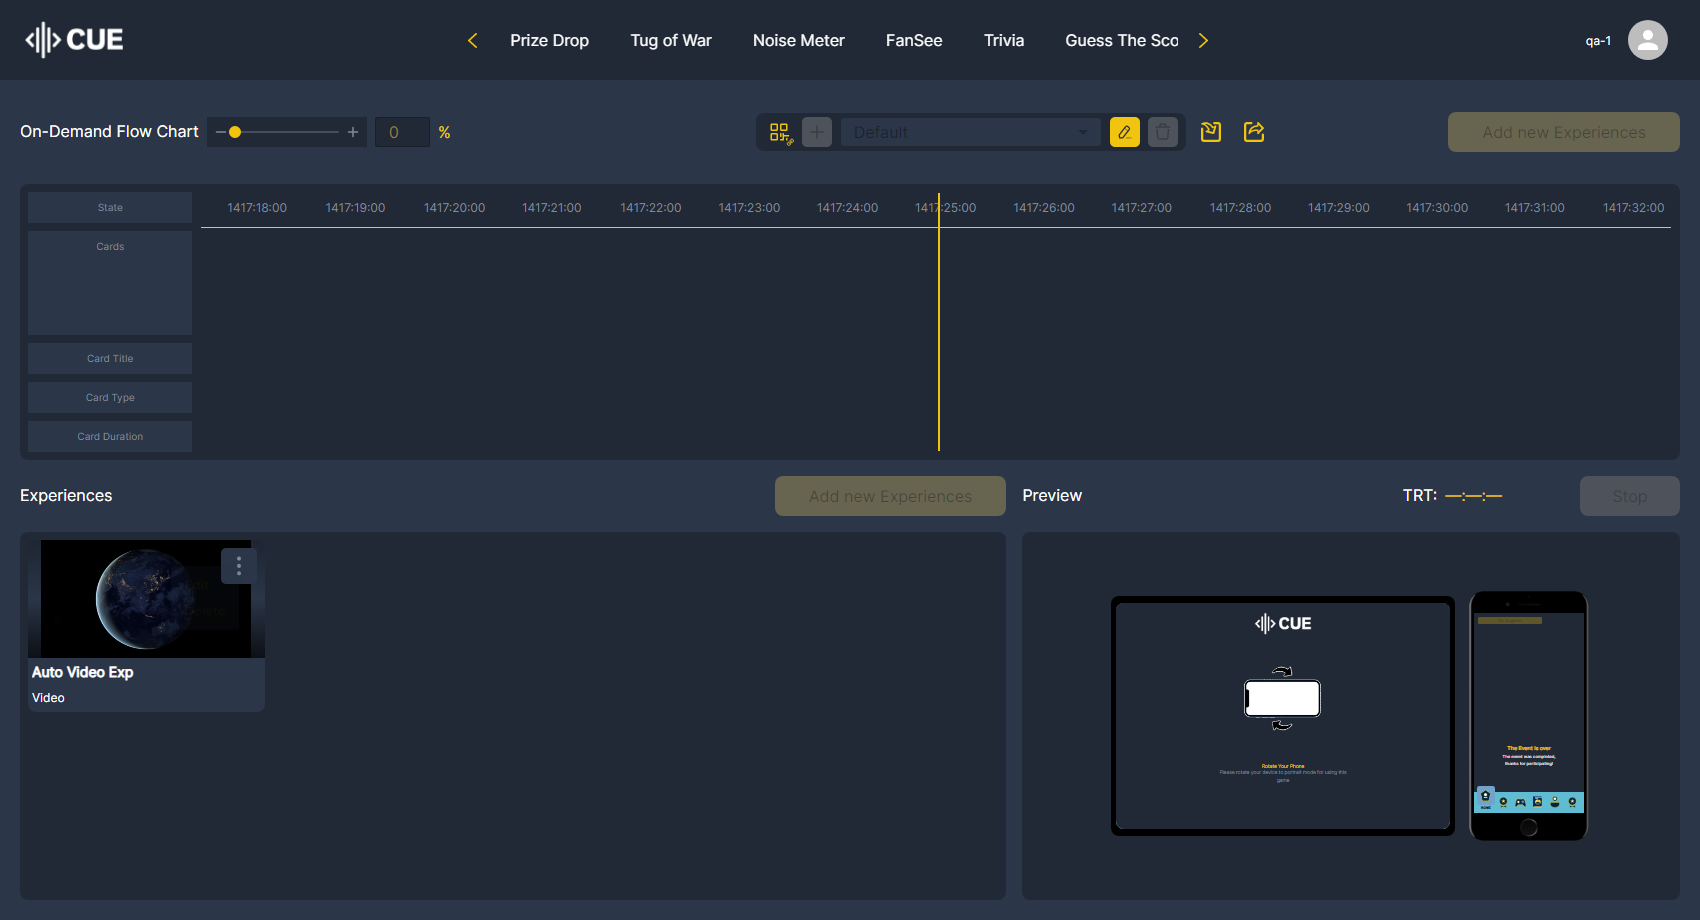 CUE
Prize Drop
Tug of War
Noise Meter
FanSee
Trivia
Guess The Sco
qa-1
On-Demand Flow Chart
0
%
Default
Add new Experiences
State
1417:18:00
1417:19:00
1417:20:00
1417:21:00
1417:22:00
1417:23:00
1417:24:00
1417:25:00
1417:26:00
1417:27:00
1417:28:00
1417:29:00
1417:30:00
1417:31:00
1417:32:00
Cards
Card Title
Card Type
Card Duration
Experiences
Add new Experiences
Preview
TRT: —:—:—
Stop
Auto Video Exp
Video
CUE
Rotate Your Phone
Please rotate your device to portrait mode for using this
game
The Event is over
The event was completed,
thanks for participating!
HOME